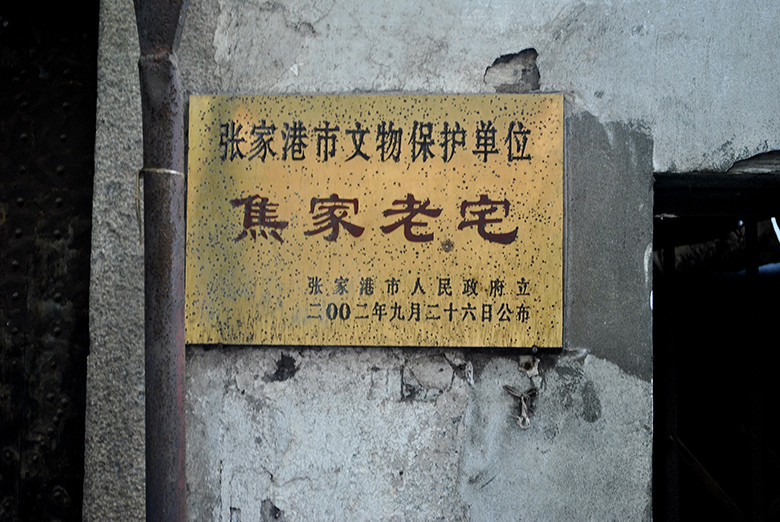 张家港市文物保护单位
焦家老宅
张家港市人民政府立
二00二年九月二十六日公布